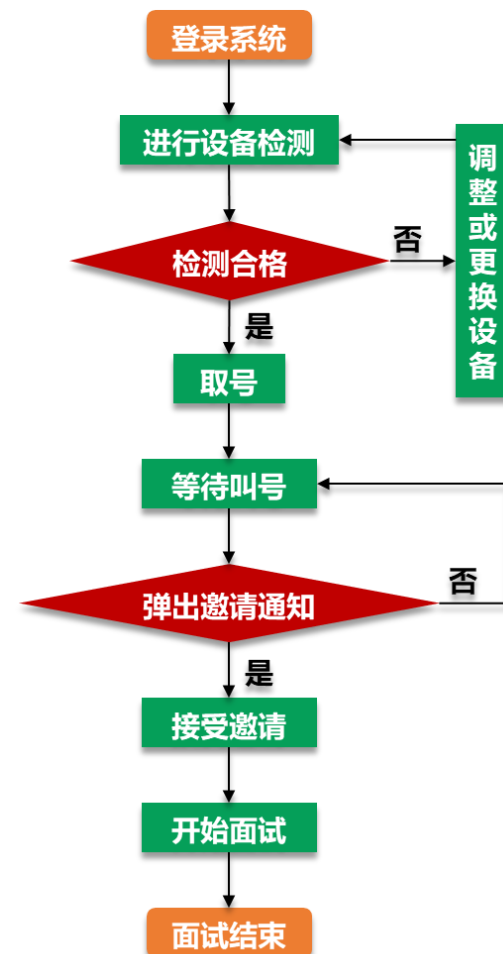 登录系统
进行设备检测
调整或更换设备
检测合格
否
是
取号
等待叫号
弹出邀请通知
否
是
接受邀请
开始面试
面试结束